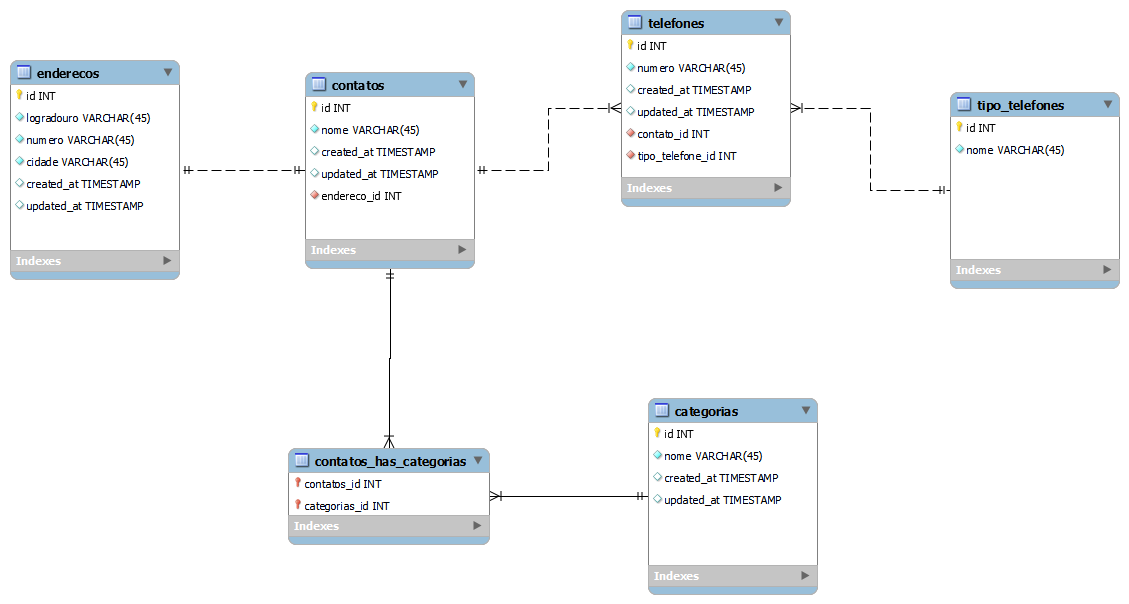 enderecos
id INT
logradouro VARCHAR(45)
numero VARCHAR(45)
cidade VARCHAR(45)
created_at TIMESTAMP
updated_at TIMESTAMP
Indexes
contatos
id INT
nome VARCHAR(45)
created_at TIMESTAMP
updated_at TIMESTAMP
endereco_id INT
Indexes
telefones
id INT
numero VARCHAR(45)
created_at TIMESTAMP
updated_at TIMESTAMP
contato_id INT
tipo_telefone_id INT
Indexes
tipo_telefones
id INT
nome VARCHAR(45)
Indexes
contatos_has_categorias
contatos_id INT
categorias_id INT
Indexes
categorias
id INT
nome VARCHAR(45)
created_at TIMESTAMP
updated_at TIMESTAMP
Indexes